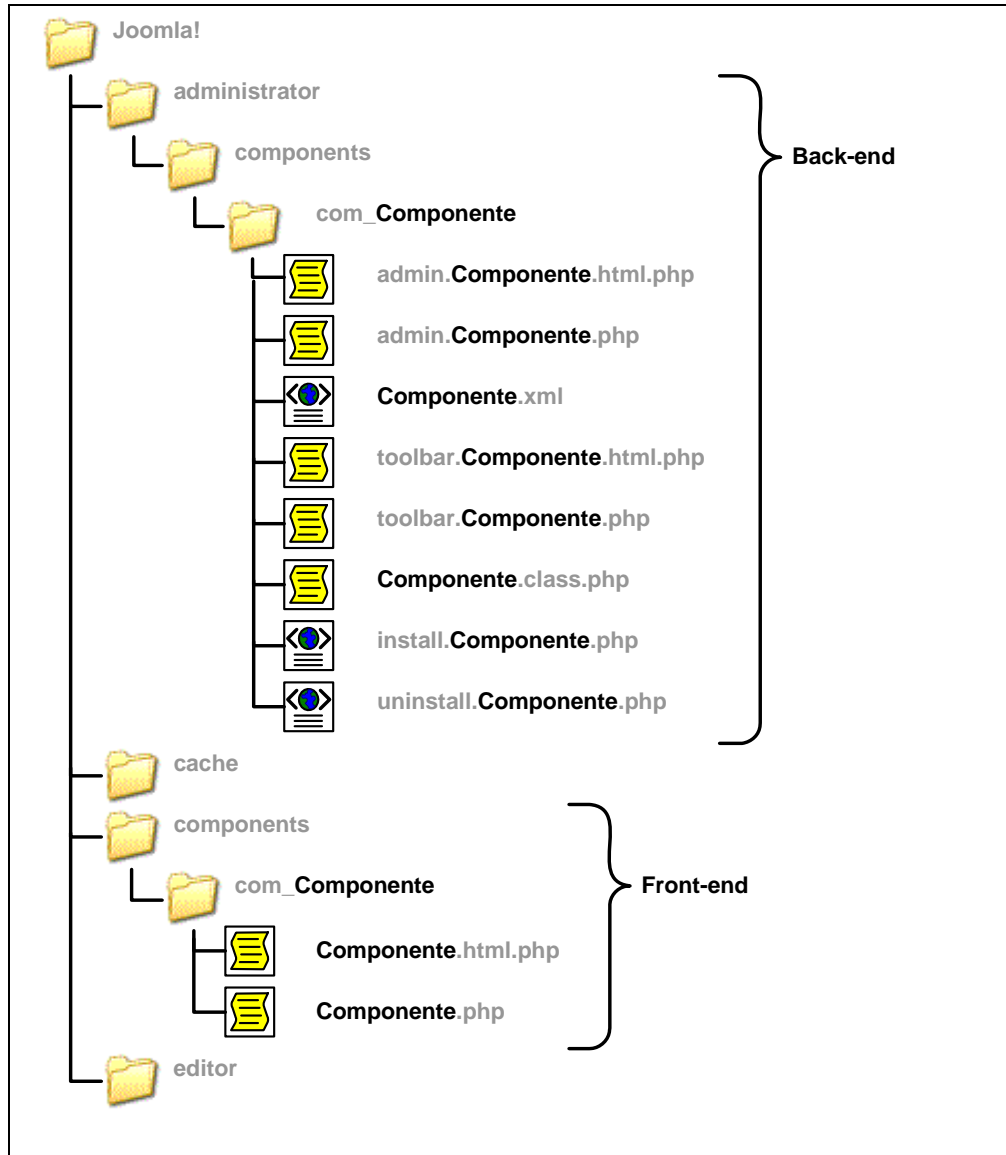 Joomla!
administrator
components
Back-end
com_Componente
admin.Componente.html.php
admin.Componente.php
Componente.xml
toolbar.Componente.html.php
toolbar.Componente.php
Componente.class.php
install.Componente.php
uninstall.Componente.php
cache
components
com_Componente
Front-end
Componente.html.php
Componente.php
editor